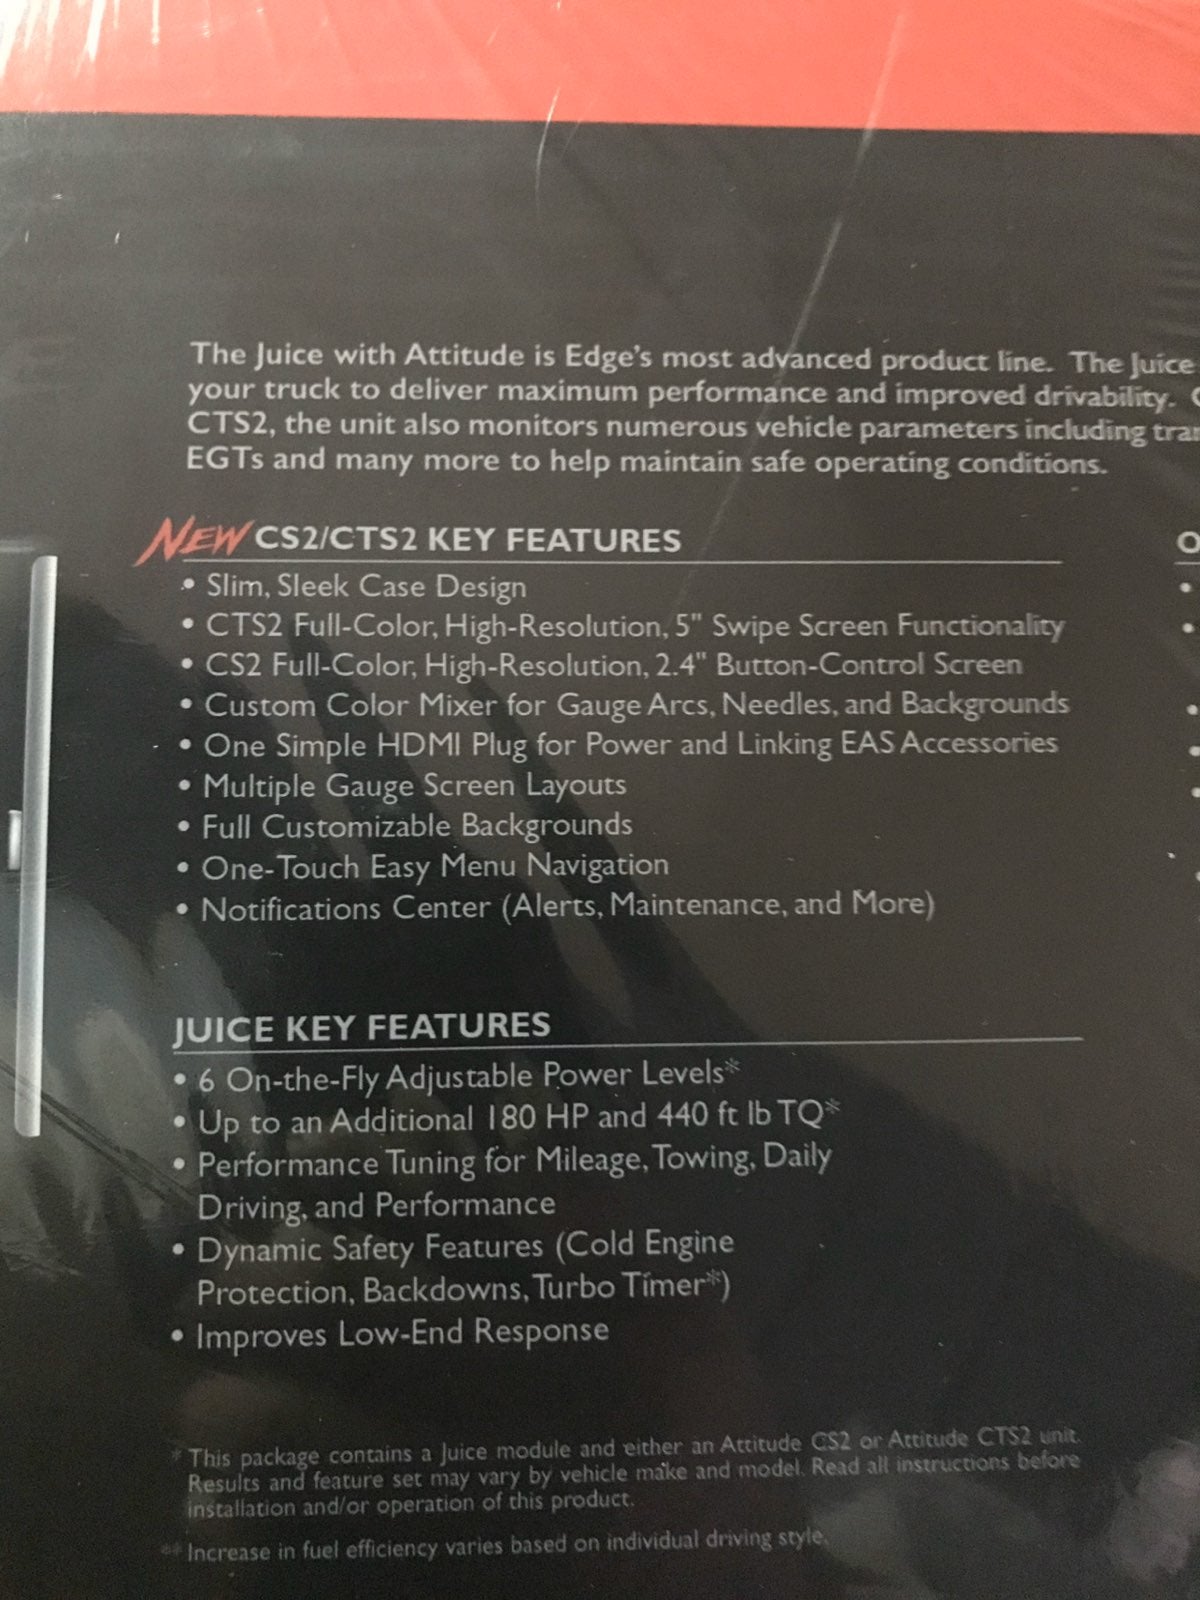 The Juice with Attitude is Edge's most advanced product line. The Juice
your truck to deliver maximum performance and improved drivability.
CTS2, the unit also monitors numerous vehicle parameters including
EGTs and many more to help maintain safe operating conditions.
NEW CS2/CTS2 KEY FEATURES
• Slim, Sleek Case Design
• CTS2 Full-Color, High-Resolution, 5" Swipe Screen Functionality
• CS2 Full-Color, High-Resolution, 2.4" Button-Control Screen
• Custom Color Mixer for Gauge Arcs, Needles, and Backgrounds
• One Simple HDMI Plug for Power and Linking EAS Accessories
• Multiple Gauge Screen Layouts
• Full Customizable Backgrounds
• One-Touch Easy Menu Navigation
• Notifications Center (Alerts, Maintenance, and More)
JUICE KEY FEATURES
• 6 On-the-Fly Adjustable Power Levels*
• Up to an Additional 180 HP and 440 ft lb TQ*
• Performance Tuning for Mileage, Towing, Daily
Driving, and Performance
• Dynamic Safety Features (Cold Engine
Protection, Backdowns, Turbo Timer*)
• Improves Low-End Response
* This package contains a Juice module and either an Attitude CS2 or Attitude CTS2 unit.
Results and feature set may vary by vehicle make and model. Read all instructions before
installation and/or operation of this product.
** Increase in fuel efficiency varies based on individual driving style.